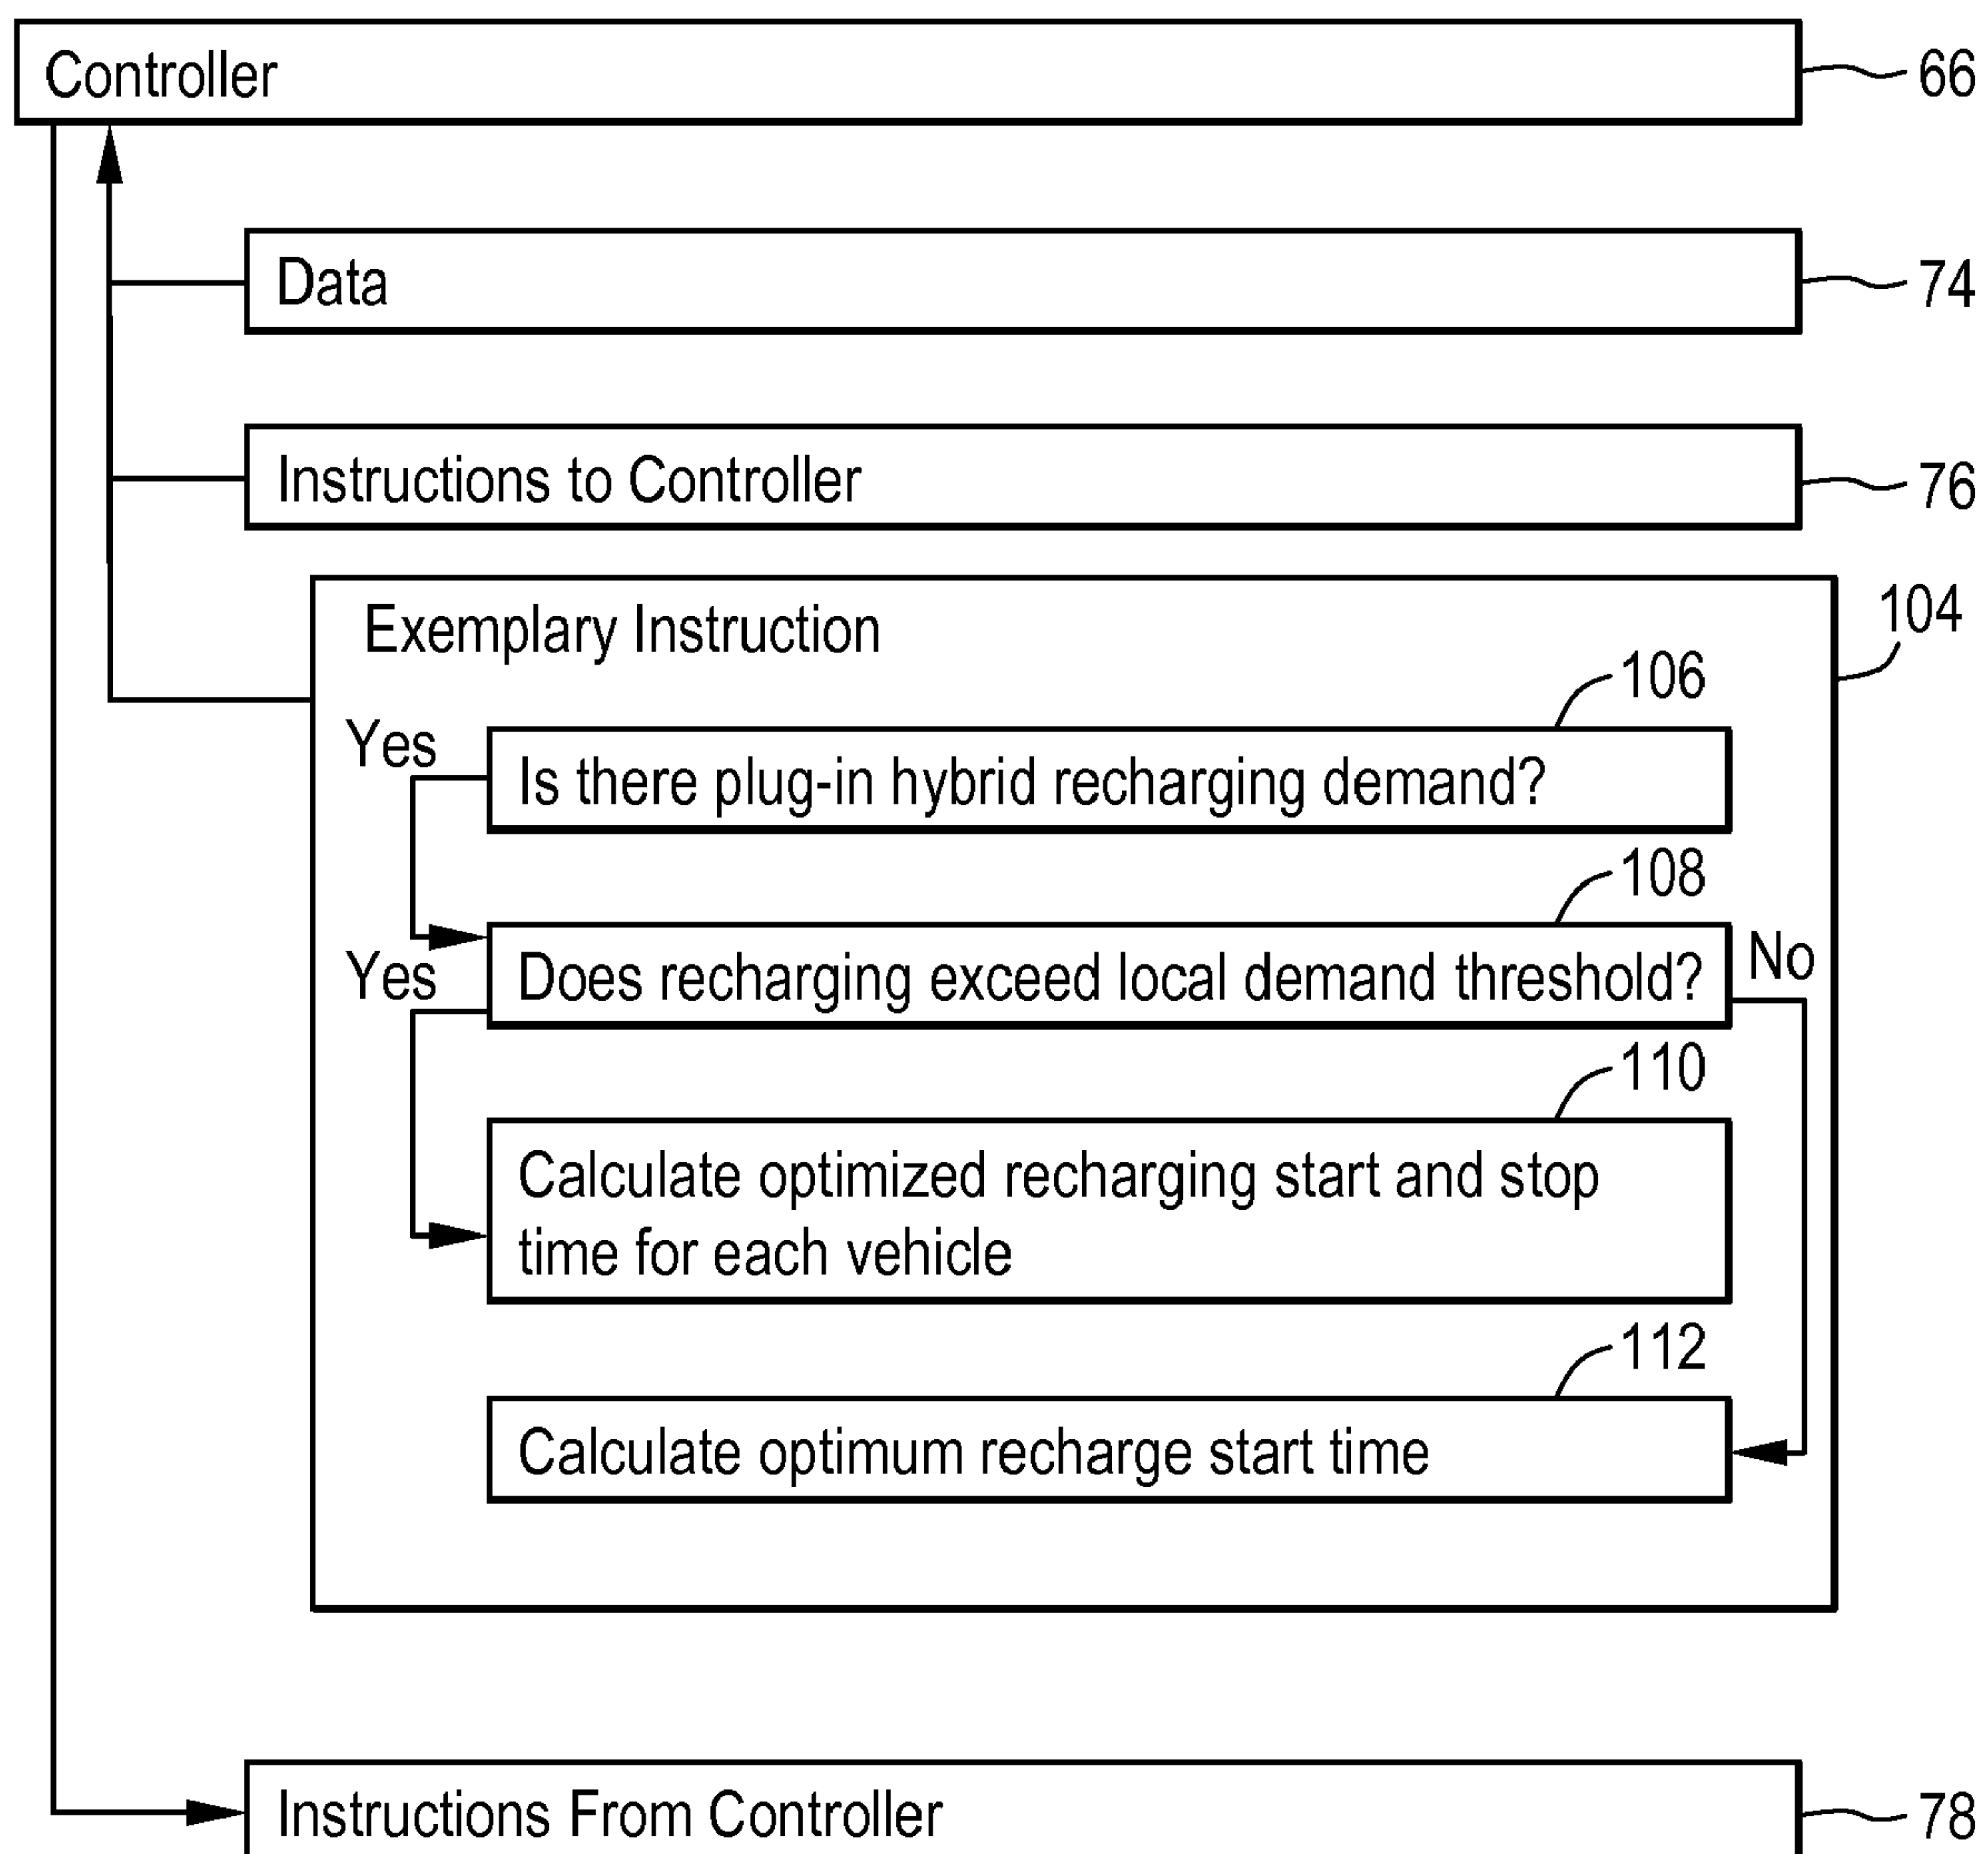 Controller
66
Data
74
Instructions to Controller
76
Exemplary Instruction
104
106
Yes
Is there plug-in hybrid recharging demand?
108
Yes
Does recharging exceed local demand threshold?
No
110
Calculate optimized recharging start and stop
time for each vehicle
112
Calculate optimum recharge start time
Instructions From Controller
78